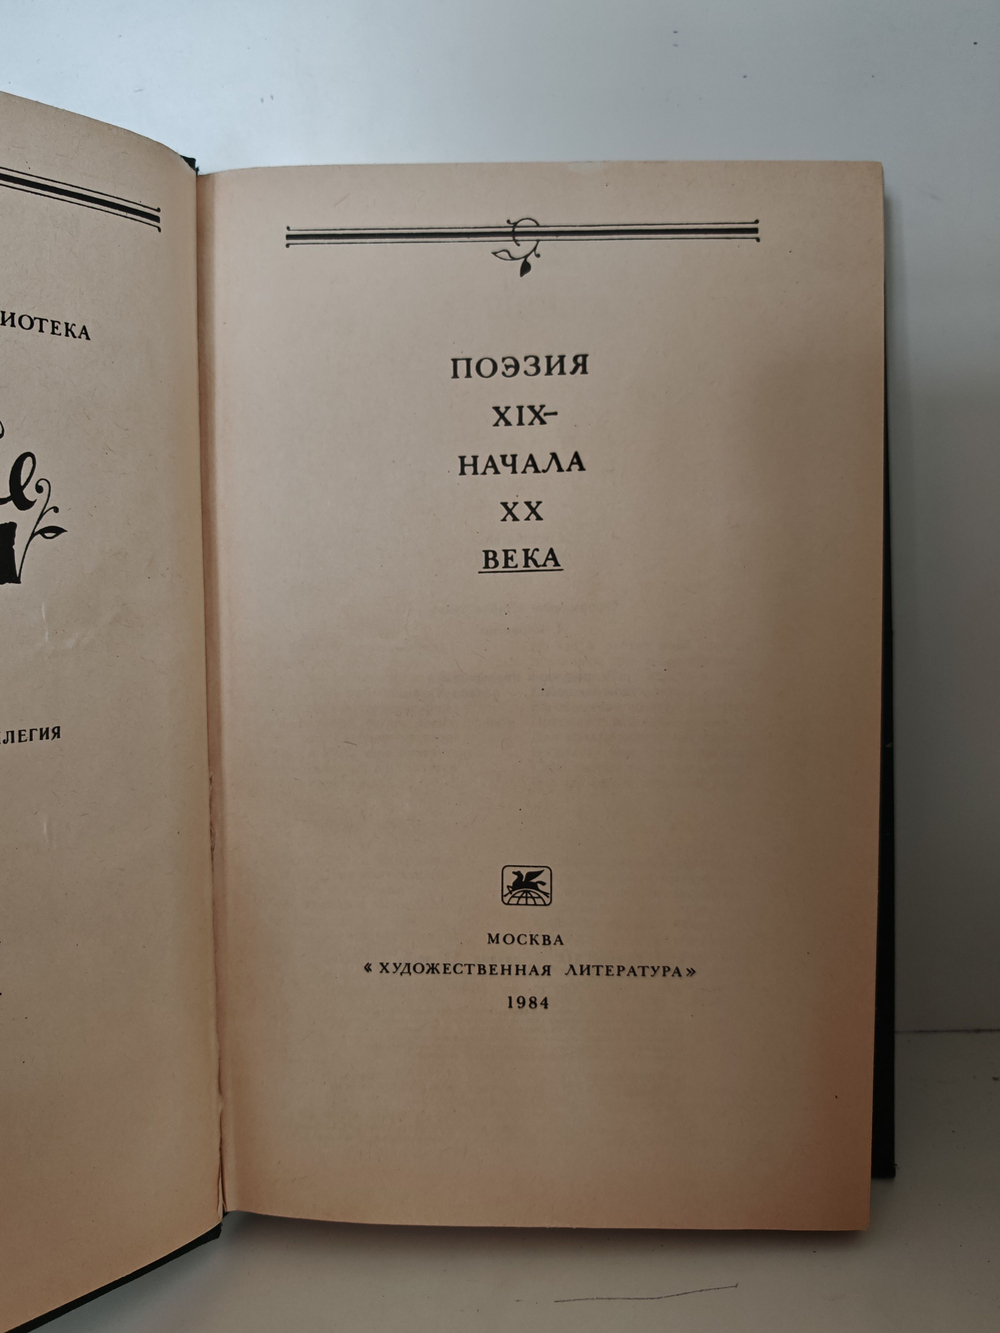 ИОТЕКА
ЛЕГИЯ
ПОЭЗИЯ
XIX–
НАЧАЛА
XX
ВЕКА
МОСКВА
«ХУДОЖЕСТВЕННАЯ ЛИТЕРАТУРА»
1984